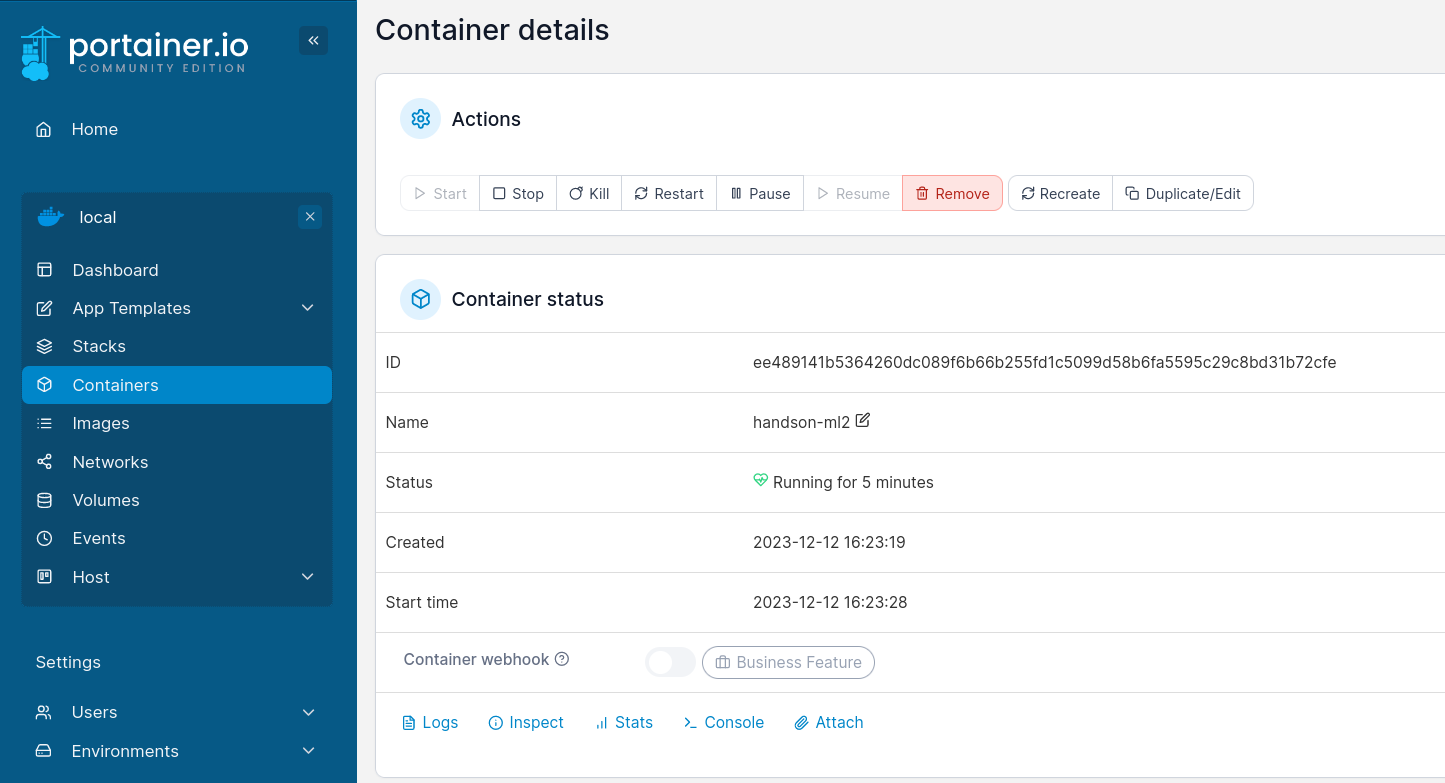 portainer.io
COMMUNITY EDITION
Home
local
Dashboard
App Templates
Stacks
Containers
Images
Networks
Volumes
Events
Host
Settings
Users
Environments
Container details
Actions
Start Stop Kill Restart Pause Resume Remove Recreate Duplicate/Edit
Container status
ID ee489141b5364260dc089f6b66b255fd1c5099d58b6fa5595c29c8bd31b72cfe
Name handson-ml2
Status Running for 5 minutes
Created 2023-12-12 16:23:19
Start time 2023-12-12 16:23:28
Container webhook Business Feature
Logs Inspect Stats Console Attach